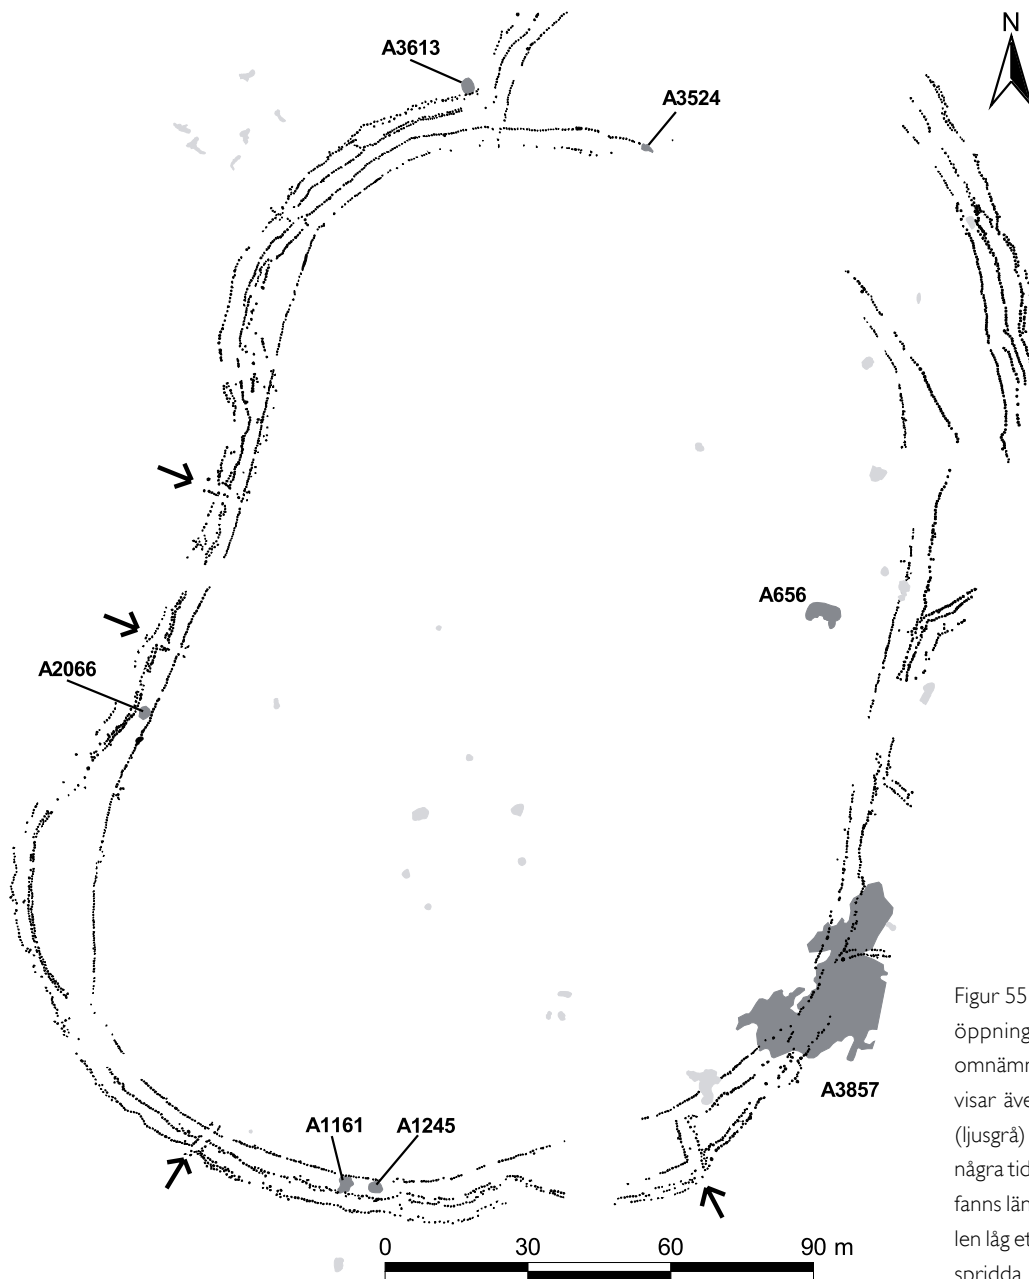 N
A3613
A3524
A656
A2066
A3857
A1161 A1245
0 30 60 90 m
Figur 55
öppning
omnämn
visar äve
(ljusgrå)
några tid
fanns län
len låg et
spridda